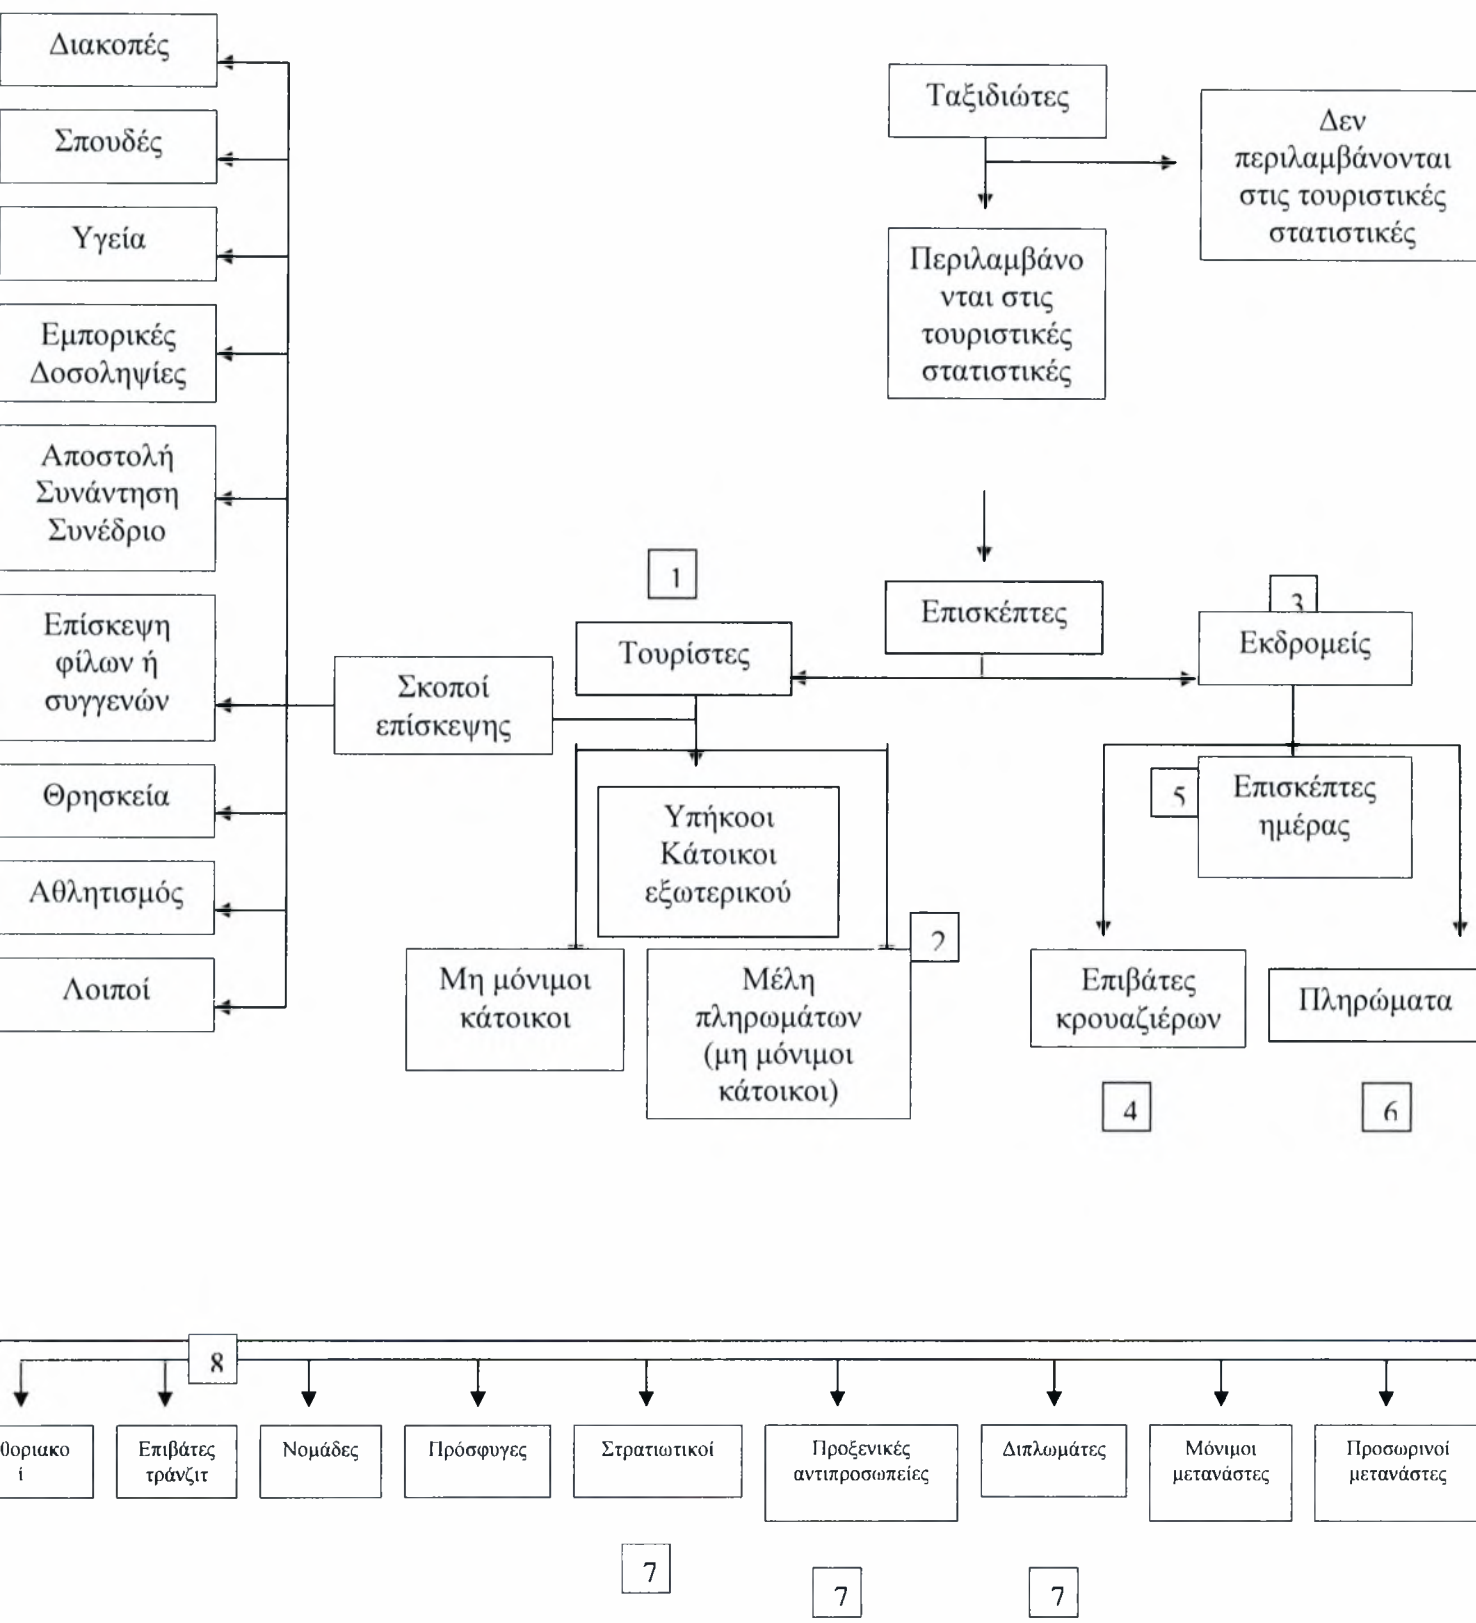 Διακοπές
Σπουδές
Υγεία
Εμπορικές
Δοσοληψίες
Αποστολή
Συνάντηση
Συνέδριο
Επίσκεψη
φίλων ή
συγγενών
Θρησκεία
Αθλητισμός
Λοιποί
Σκοποί
επίσκεψης
Ταξιδιώτες
Δεν
περιλαμβάνονται
στις τουριστικές
στατιστικές
Περιλαμβάνο
νται στις
τουριστικές
στατιστικές
1
Τουρίστες
Επισκέπτες
3
Εκδρομείς
Υπήκοοι
Κάτοικοι
εξωτερικού
5
Επισκέπτες
ημέρας
2
Μη μόνιμοι
κάτοικοι
Μέλη
πληρωμάτων
(μη μόνιμοι
κάτοικοι)
Επιβάτες
κρουαζιέρων
Πληρώματα
4
6
8
θοριακο
ί
Επιβάτες
τράνζιτ
Νομάδες
Πρόσφυγες
Στρατιωτικοί
Προξενικές
αντιπροσωπείες
Διπλωμάτες
Μόνιμοι
μετανάστες
Προσωρινοί
μετανάστες
7
7
7